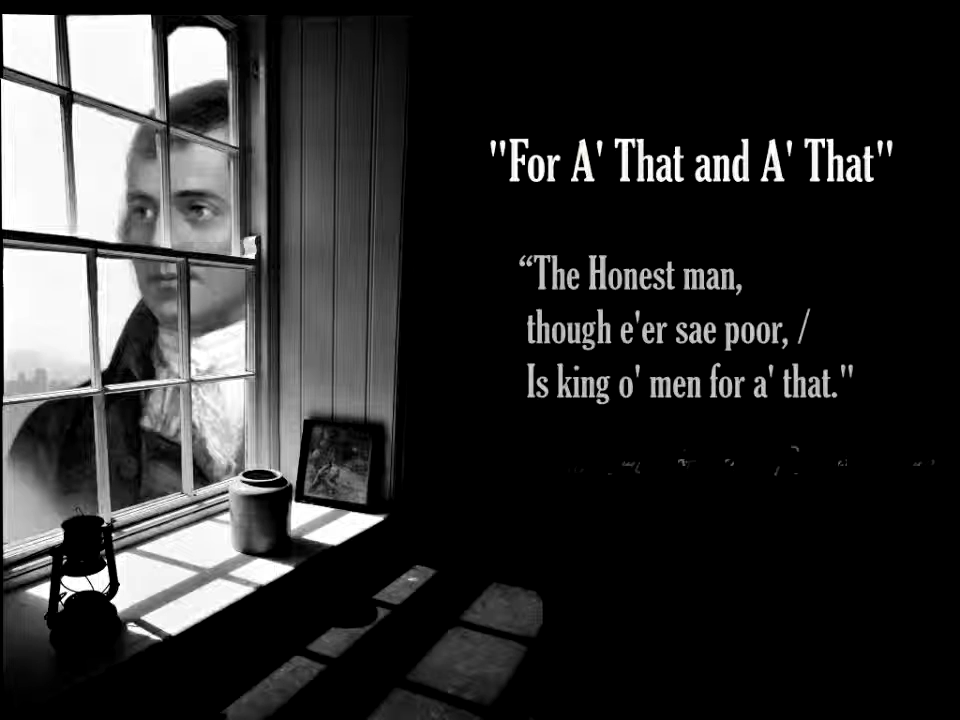 "For A' That and A' That"
“The Honest man,
though e'er sae poor, /
Is king o' men for a' that."